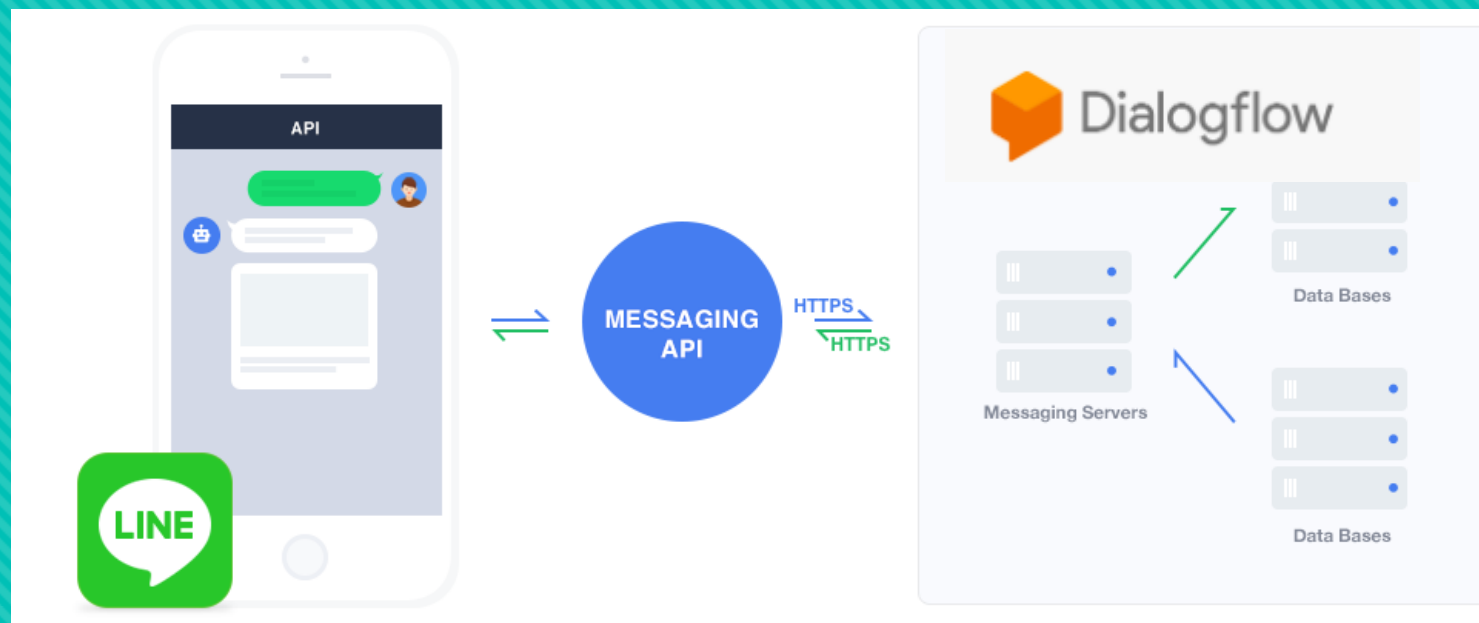 API
LINE
MESSAGING
API
HTTPS
HTTPS
Dialogflow
Messaging Servers
Data Bases
Data Bases